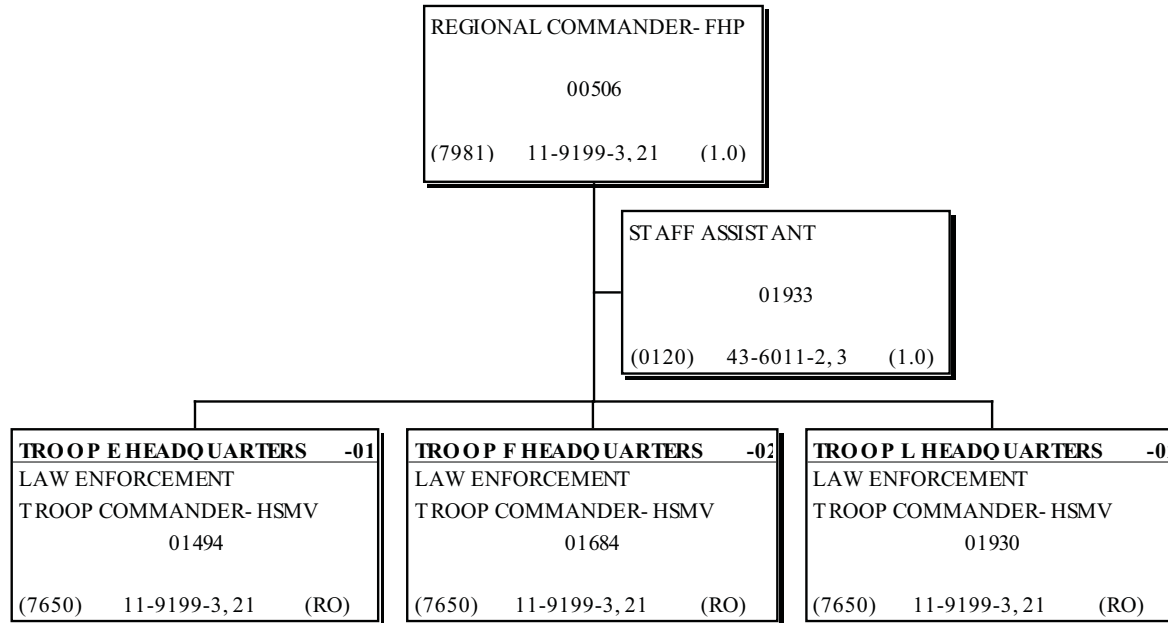 REGIONAL COMMANDER- FHP
00506
(7981) 11-9199-3, 21 (1.0)
STAFF ASSISTANT
01933
(0120) 43-6011-2, 3 (1.0)
TROOP E HEADQUARTERS -01
LAW ENFORCEMENT
TROOP COMMANDER- HSMV
01494
(7650) 11-9199-3, 21 (RO)
TROOP F HEADQUARTERS -02
LAW ENFORCEMENT
TROOP COMMANDER- HSMV
01684
(7650) 11-9199-3, 21 (RO)
TROOP L HEADQUARTERS
LAW ENFORCEMENT
TROOP COMMANDER- HSMV
01930
(7650) 11-9199-3, 21 (RO)